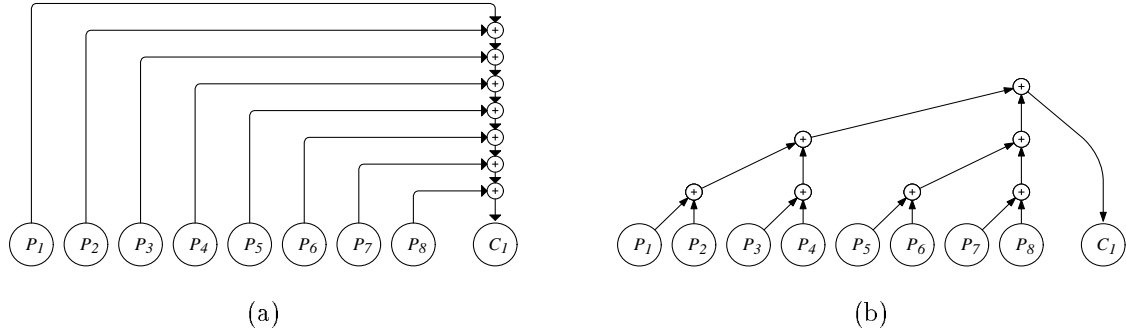 + + + + + + +
+ + + + + + +
P1 P2 P3 P4 P5 P6 P7 P8 C1
P1 P2 P3 P4 P5 P6 P7 P8 C1
(a) (b)